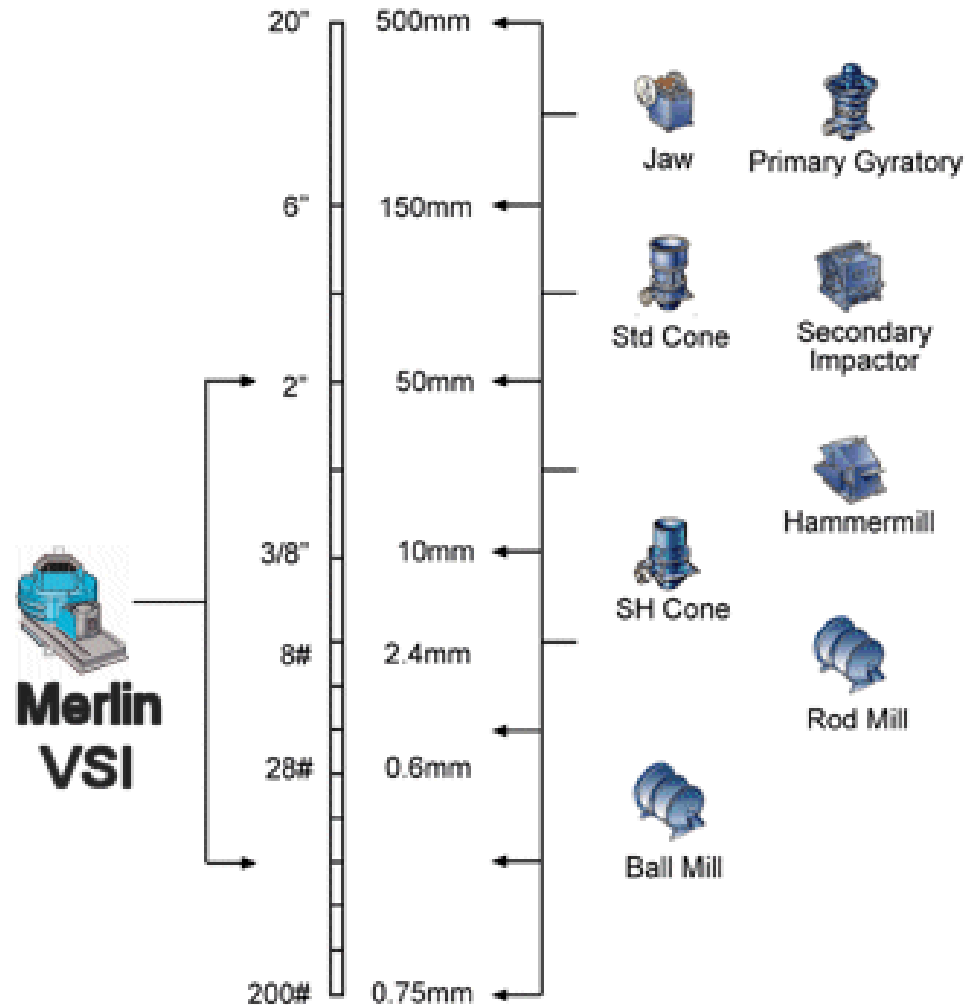 20" 500mm
Jaw Primary Gyratory
6" 150mm
Std Cone Secondary
Impactor
2" 50mm
Hammermill
3/8" 10mm
SH Cone
8# 2.4mm
Merlin
VSI
Rod Mill
28# 0.6mm
Ball Mill
200# 0.75mm